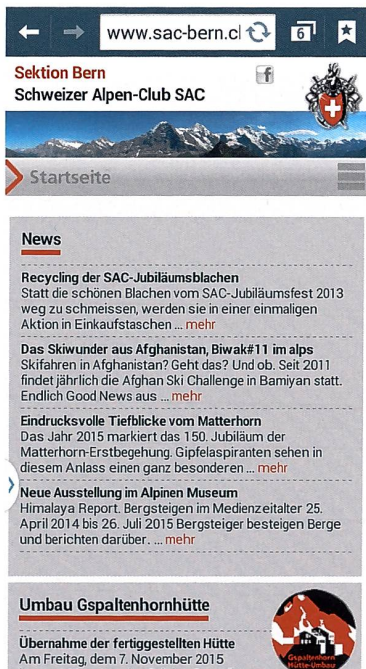 www.sac-bern.cl
6
Sektion Bern
Schweizer Alpen-Club SAC
f
Startseite
News
Recycling der SAC-Jubiläumsblachen
Statt die schönen Blachen vom SAC-Jubiläumsfest 2013
weg zu schmeissen, werden sie in einer einmaligen
Aktion in Einkaufstaschen ... mehr
Das Skiwunder aus Afghanistan, Biwak#11 im alps
Skifahren in Afghanistan? Geht das? Und ob. Seit 2011
findet jährlich die Afghan Ski Challenge in Bamiyan statt.
Endlich Good News aus ... mehr
Eindrucksvolle Tiefblicke vom Matterhorn
Das Jahr 2015 markiert das 150. Jubiläum der
Matterhorn-Erstbegehung. Gipfelaspiranten sehen in
diesem Anlass einen ganz besonderen ... mehr
Neue Ausstellung im Alpinen Museum
Himalaya Report. Bergsteigen im Medienzeitalter 25.
April 2014 bis 26. Juli 2015 Bergsteiger besteigen Berge
und berichten darüber. ... mehr
Umbau Gspaltenhornhütte
Gspaltenhorn
Hütte-Umbau
Übernahme der fertiggestellten Hütte
Am Freitag, dem 7. November 2015